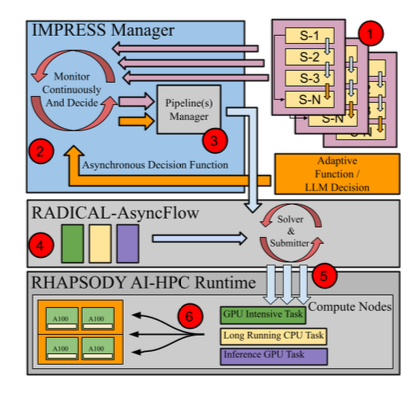 IMPRESS Manager
1
S-1
S-2
S-3
S-N
S-N
S-N
Monitor
Continuously
And Decide
Pipeline(s)
Manager
2
3
Asynchronous Decision Function
Adaptive
Function /
LLM Decision
RADICAL-AsyncFlow
4
Solver
&
Submitter
5
RHAPSODY AI-HPC Runtime
Compute Nodes
6
GPU Intensive Task
Long Running CPU Task
Inference GPU Task
A100
A100
A100
A100